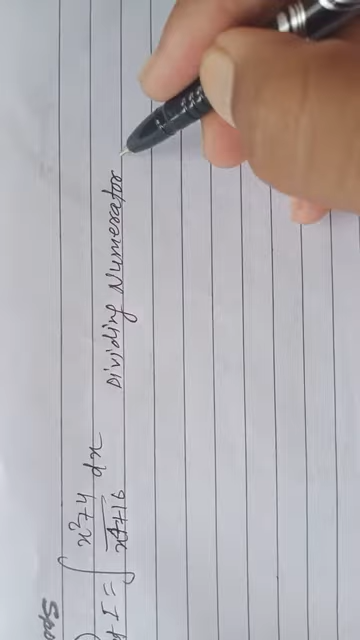 I = ∫ x²+4 / x⁴+16 dx
Dividing Numerator